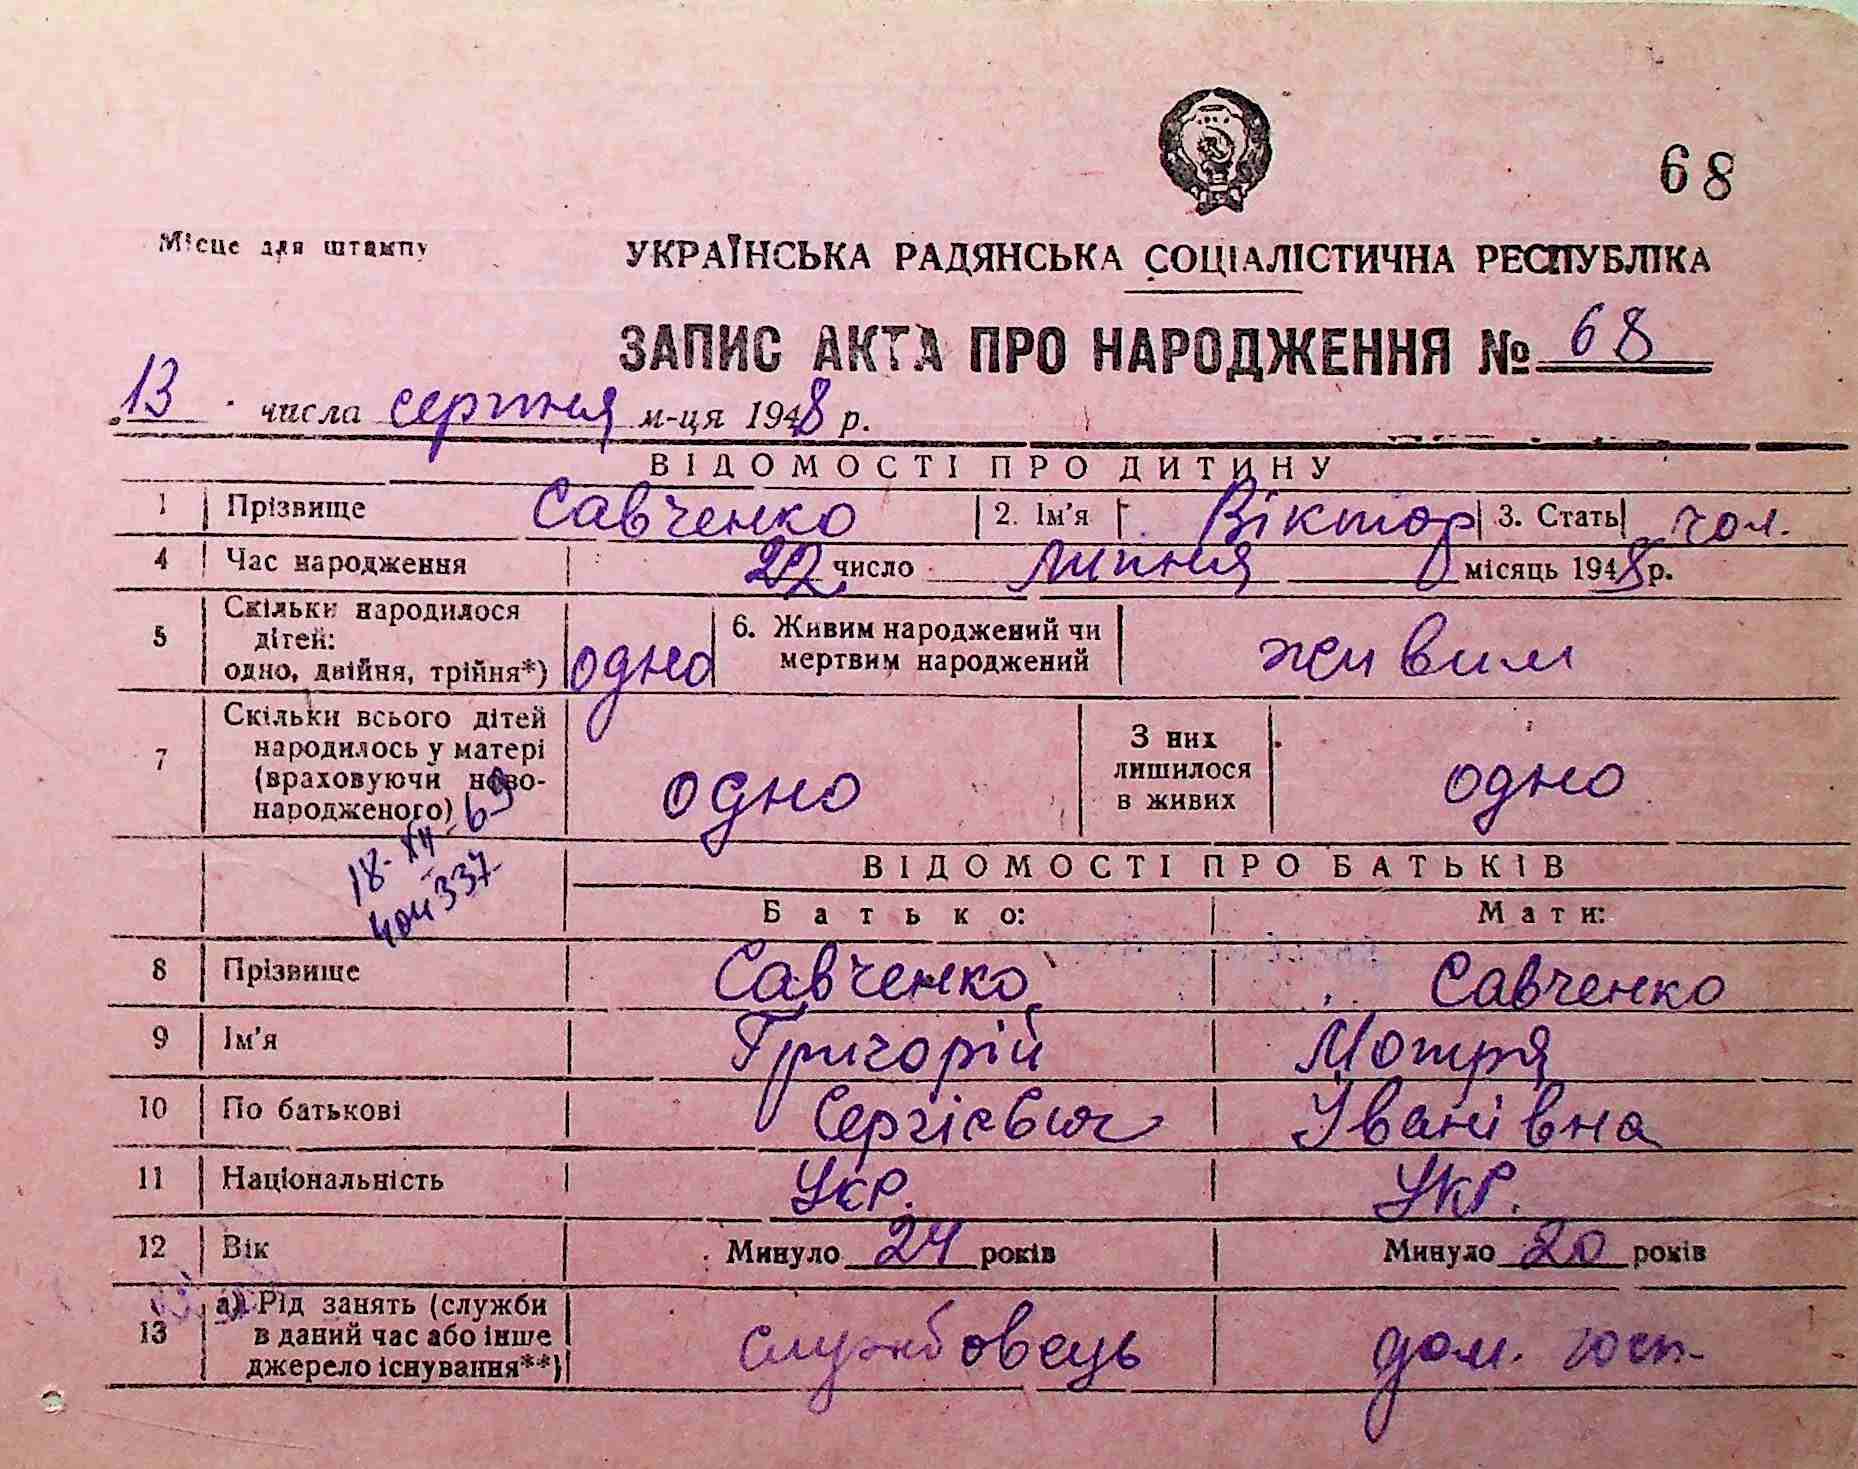 68
Місце для штампу
УКРАЇНСЬКА РАДЯНСЬКА СОЦІАЛІСТИЧНА РЕСПУБЛІКА
ЗАПИС АКТА ПРО НАРОДЖЕННЯ № 68
13 числа серпня м-ця 1948 р.
ВІДОМОСТІ ПРО ДИТИНУ
1 Прізвище Савченко 2. Ім'я Віктор 3. Стать чол.
4 Час народження 22 число липня місяць 1948 р.
5 Скільки народилося
дітей:
одно, двійня, трійня*) одно
6. Живим народжений чи
мертвим народжений живим
7 Скільки всього дітей
народилось у матері
(враховуючи ново-
народженого) одно
З них
лишилося
в живих одно
18-XII-69
337
ВІДОМОСТІ ПРО БАТЬКІВ
Батько: Мати:
8 Прізвище Савченко Савченко
9 Ім'я Григорій Мотря
10 По батькові Сергієвич Іванівна
11 Національність Укр. Укр.
12 Вік Минуло 24 років Минуло 20 років
13 а) Рід занять (служби
в даний час або інше
джерело існування**) службовець дом. госп.